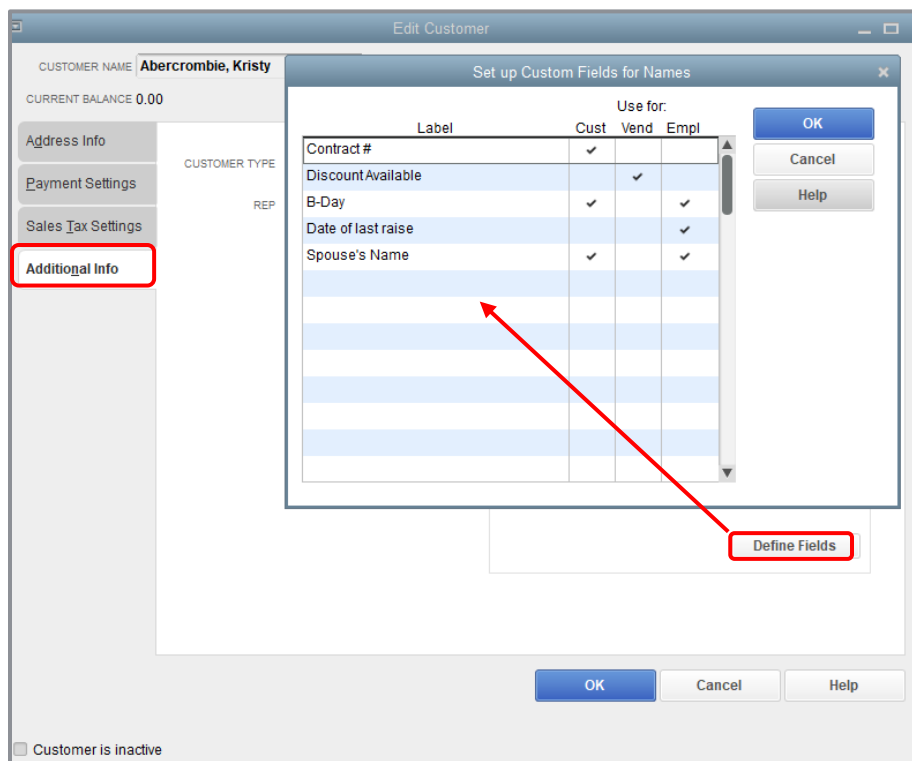 Edit Customer
CUSTOMER NAME Abercrombie, Kristy
CURRENT BALANCE 0.00
Address Info
Payment Settings
Sales Tax Settings
Additional Info
CUSTOMER TYPE
REP
Set up Custom Fields for Names
Use for:
Label Cust Vend Empl
Contract #
Discount Available
B-Day
Date of last raise
Spouse's Name
OK
Cancel
Help
Define Fields
OK Cancel Help
Customer is inactive